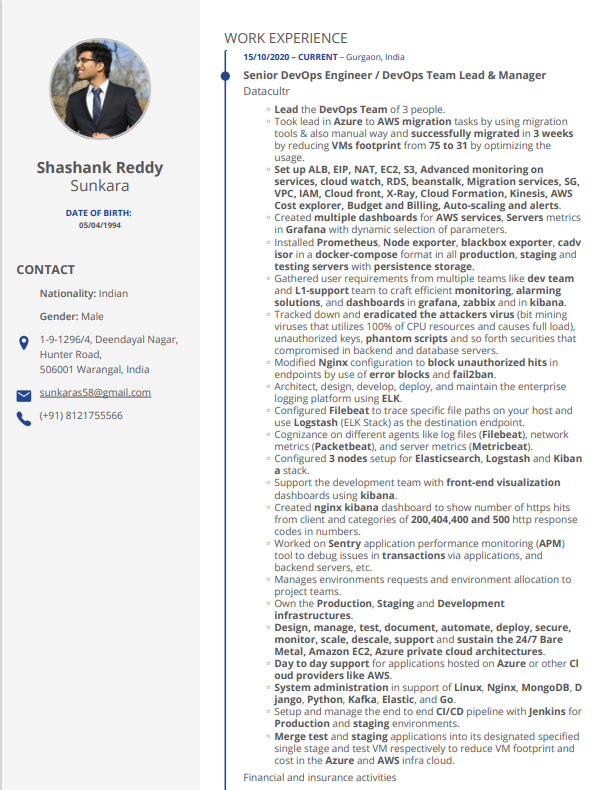 Shashank Reddy
Sunkara
DATE OF BIRTH:
05/04/1994
CONTACT
Nationality: Indian
Gender: Male
1-9-1296/4, Deendayal Nagar,
Hunter Road,
506001 Warangal, India
sunkaras58@gmail.com
(+91) 8121755566
WORK EXPERIENCE
15/10/2020 – CURRENT – Gurgaon, India
Senior DevOps Engineer / DevOps Team Lead & Manager
Datacultr
Lead the DevOps Team of 3 people.
Took lead in Azure to AWS migration tasks by using migration
tools & also manual way and successfully migrated in 3 weeks
by reducing VMs footprint from 75 to 31 by optimizing the
usage.
Set up ALB, EIP, NAT, EC2, S3, Advanced monitoring on
services, cloud watch, RDS, beanstalk, Migration services, SG,
VPC, IAM, Cloud front, X-Ray, Cloud Formation, Kinesis, AWS
Cost explorer, Budget and Billing, Auto-scaling and alerts.
Created multiple dashboards for AWS services, Servers metrics
in Grafana with dynamic selection of parameters.
Installed Prometheus, Node exporter, blackbox exporter, cadv
isor in a docker-compose format in all production, staging and
testing servers with persistence storage.
Gathered user requirements from multiple teams like dev team
and L1-support team to craft efficient monitoring, alarming
solutions, and dashboards in grafana, zabbix and in kibana.
Tracked down and eradicated the attackers virus (bit mining
viruses that utilizes 100% of CPU resources and causes full load),
unauthorized keys, phantom scripts and so forth securities that
compromised in backend and database servers.
Modified Nginx configuration to block unauthorized hits in
endpoints by use of error blocks and fail2ban.
Architect, design, develop, deploy, and maintain the enterprise
logging platform using ELK.
Configured Filebeat to trace specific file paths on your host and
use Logstash (ELK Stack) as the destination endpoint.
Cognizance on different agents like log files (Filebeat), network
metrics (Packetbeat), and server metrics (Metricbeat).
Configured 3 nodes setup for Elasticsearch, Logstash and Kiban
a stack.
Support the development team with front-end visualization
dashboards using kibana.
Created nginx kibana dashboard to show number of https hits
from client and categories of 200,404,400 and 500 http response
codes in numbers.
Worked on Sentry application performance monitoring (APM)
tool to debug issues in transactions via applications, and
backend servers, etc.
Manages environments requests and environment allocation to
project teams.
Own the Production, Staging and Development
infrastructures.
Design, manage, test, document, automate, deploy, secure,
monitor, scale, descale, support and sustain the 24/7 Bare
Metal, Amazon EC2, Azure private cloud architectures.
Day to day support for applications hosted on Azure or other Cl
oud providers like AWS.
System administration in support of Linux, Nginx, MongoDB, D
jango, Python, Kafka, Elastic, and Go.
Setup and manage the end to end CI/CD pipeline with Jenkins for
Production and staging environments.
Merge test and staging applications into its designated specified
single stage and test VM respectively to reduce VM footprint and
cost in the Azure and AWS infra cloud.
Financial and insurance activities